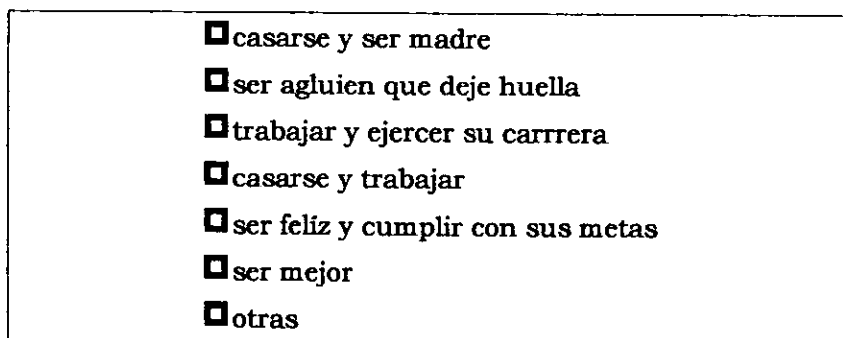 casarse y ser madre
ser agluien que deje huella
trabajar y ejercer su carrrera
casarse y trabajar
ser felíz y cumplir con sus metas
ser mejor
otras